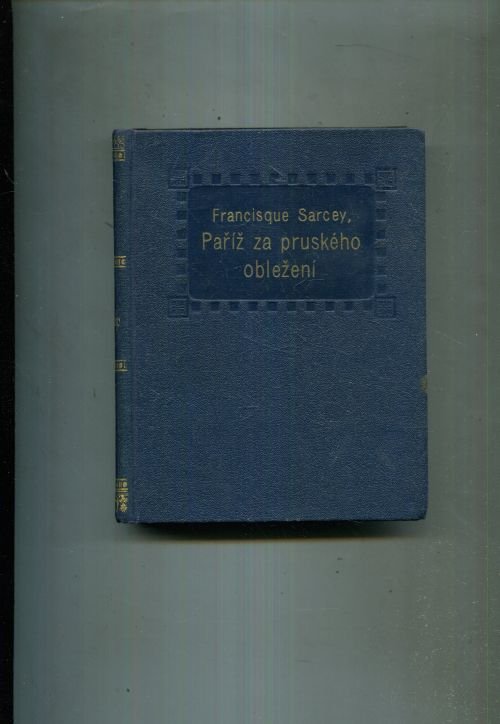 Francisque Sarcey,
Paříž za pruského
obležení